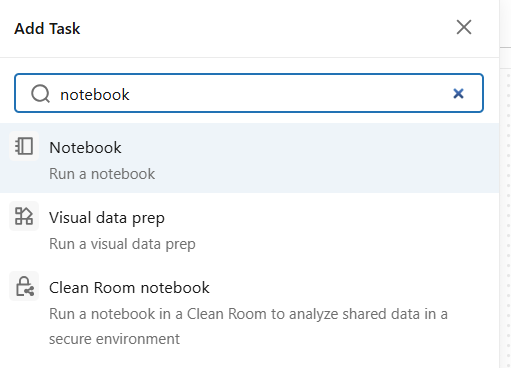 Add Task
notebook
Notebook
Run a notebook
Visual data prep
Run a visual data prep
Clean Room notebook
Run a notebook in a Clean Room to analyze shared data in a
secure environment